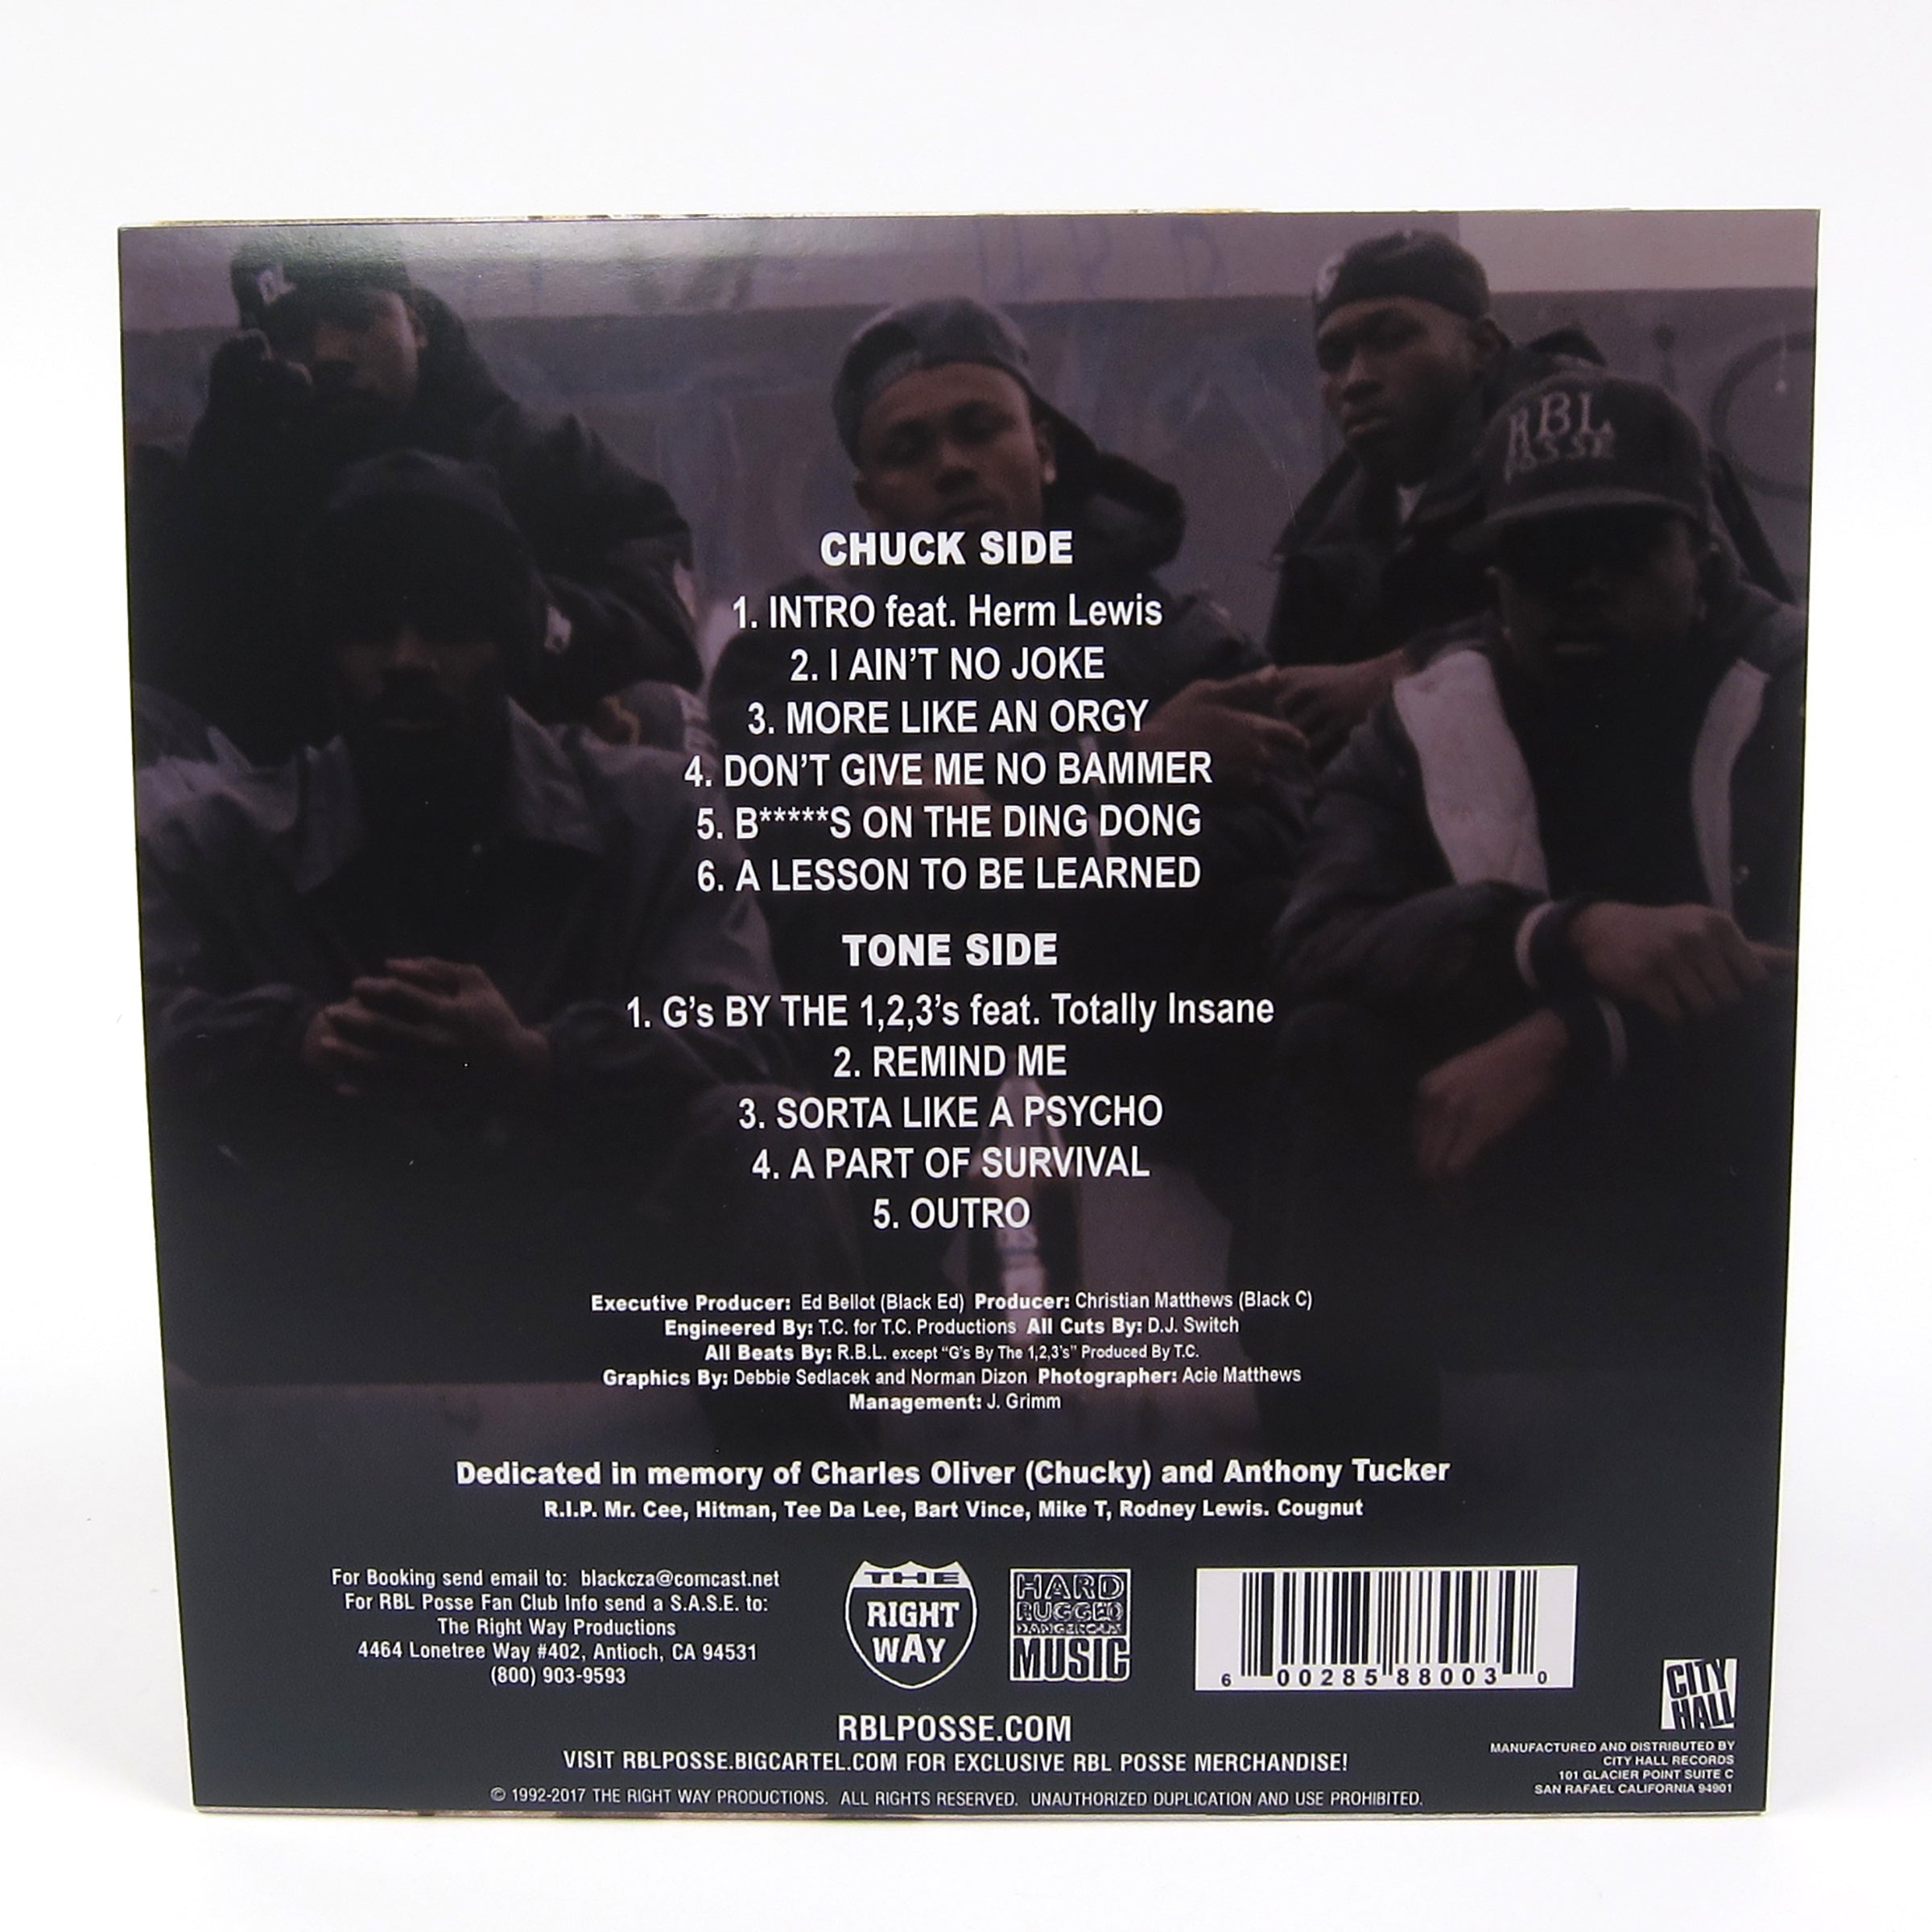 RBL
POSSE
CHUCK SIDE
1. INTRO feat. Herm Lewis
2. I AIN'T NO JOKE
3. MORE LIKE AN ORGY
4. DON'T GIVE ME NO BAMMER
5. B*****S ON THE DING DONG
6. A LESSON TO BE LEARNED
TONE SIDE
1. G's BY THE 1,2,3's feat. Totally Insane
2. REMIND ME
3. SORTA LIKE A PSYCHO
4. A PART OF SURVIVAL
5. OUTRO
Executive Producer: Ed Bellot (Black Ed) Producer: Christian Matthews (Black C)
Engineered By: T.C. for T.C. Productions All Cuts By: D.J. Switch
All Beats By: R.B.L. except "G's By The 1,2,3's" Produced By T.C.
Graphics By: Debbie Sedlacek and Norman Dizon Photographer: Acie Matthews
Management: J. Grimm
Dedicated in memory of Charles Oliver (Chucky) and Anthony Tucker
R.I.P. Mr. Cee, Hitman, Tee Da Lee, Bart Vince, Mike T, Rodney Lewis. Cougnut
For Booking send email to: blackcza@comcast.net
For RBL Posse Fan Club Info send a S.A.S.E. to:
The Right Way Productions
4464 Lonetree Way #402, Antioch, CA 94531
(800) 903-9593
THE
RIGHT
WAY
HARD
RUGGED
DANGEROUS
MUSIC
6 00285 88003 0
CITY
HALL
RBLPOSSE.COM
VISIT RBLPOSSE.BIGCARTEL.COM FOR EXCLUSIVE RBL POSSE MERCHANDISE!
© 1992-2017 THE RIGHT WAY PRODUCTIONS. ALL RIGHTS RESERVED. UNAUTHORIZED DUPLICATION AND USE PROHIBITED.
MANUFACTURED AND DISTRIBUTED BY
CITY HALL RECORDS
101 GLACIER POINT SUITE C
SAN RAFAEL CALIFORNIA 94901